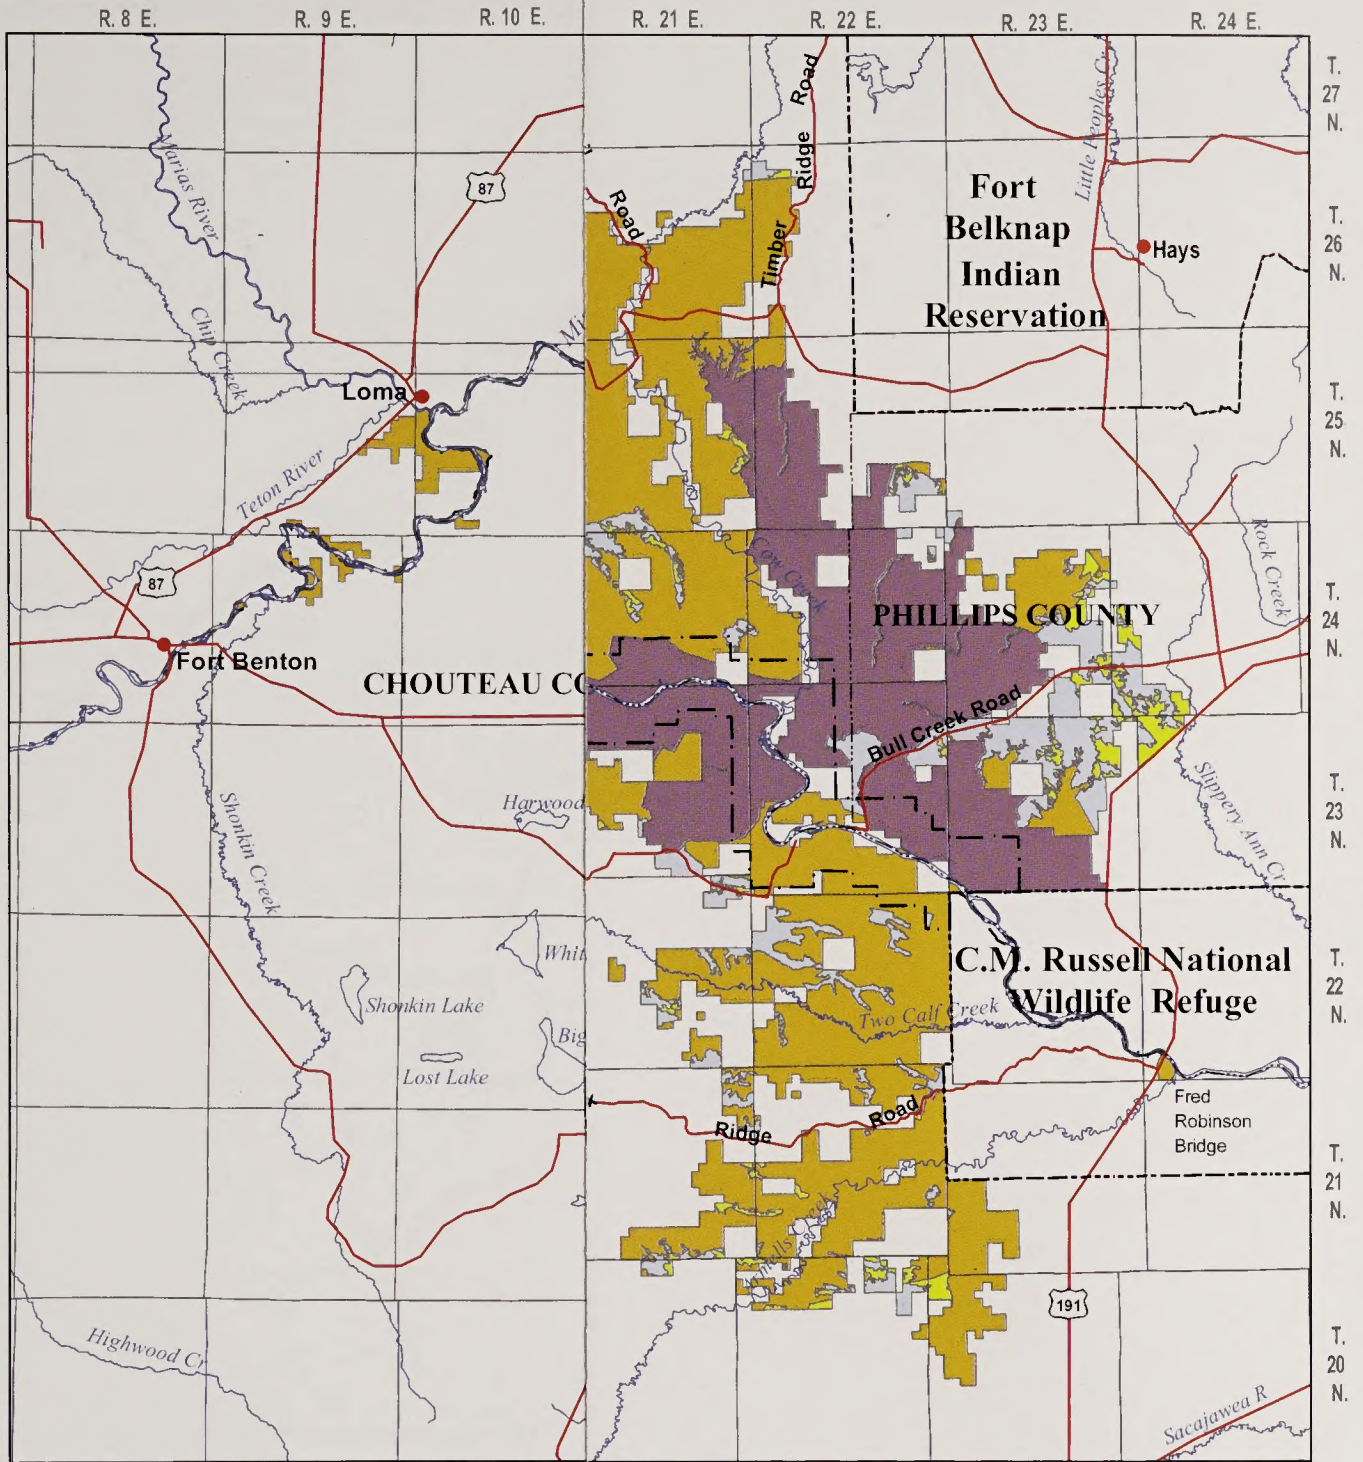 R. 8 E. R. 9 E. R. 10 E. R. 21 E. R. 22 E. R. 23 E. R. 24 E.
T.
27
N.
T.
26
N.
T.
25
N.
T.
24
N.
T.
23
N.
T.
22
N.
T.
21
N.
T.
20
N.
Marias River
87
Chip Creek
Loma
Teton River
87
Fort Benton
CHOUTEAU CO
Shonkin Creek
Harwood
Whit
Shonkin Lake
Big
Lost Lake
Highwood Cr
Road
Timber Ridge Road
Little Peoples Cr
Fort
Belknap
Indian
Reservation
Hays
Cow Creek
Rock Creek
PHILLIPS COUNTY
Bull Creek Road
Slippery Ann Cr
C.M. Russell National
Wildlife Refuge
Two Calf Creek
Fred
Robinson
Bridge
Ridge Road
191
Sacajawea R